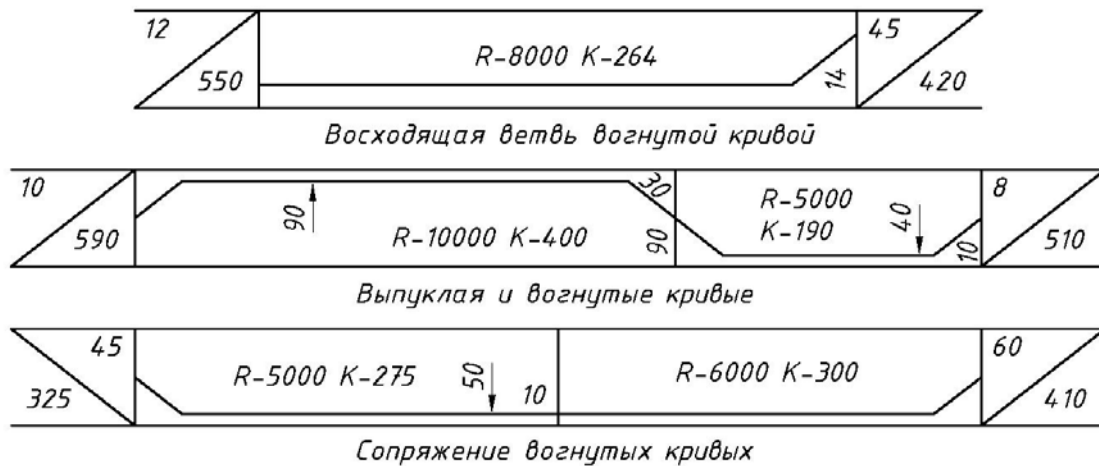 12 45
R-8000 K-264
550 14 420
Восходящая ветвь вогнутой кривой
10 30 R-5000 8
590 90 R-10000 K-400 90 K-190 40 10 510
Выпуклая и вогнутые кривые
45 60
325 R-5000 K-275 50 10 R-6000 K-300 410
Сопряжение вогнутых кривых